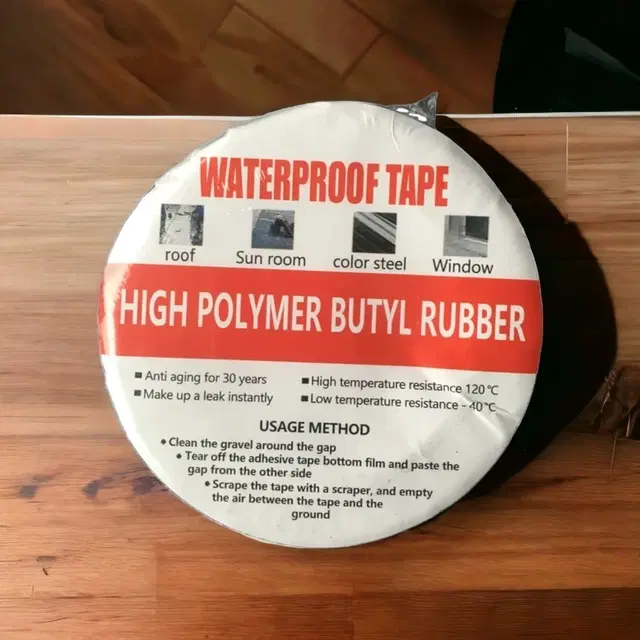 WATERPROOF TAPE
roof Sun room color steel Window
HIGH POLYMER BUTYL RUBBER
■ Anti aging for 30 years ■ High temperature resistance 120℃
■ Make up a leak instantly ■ Low temperature resistance - 40℃
USAGE METHOD
• Clean the gravel around the gap
• Tear off the adhesive tape bottom film and paste the
gap from the other side
• Scrape the tape with a scraper, and empty
the air between the tape and the
ground